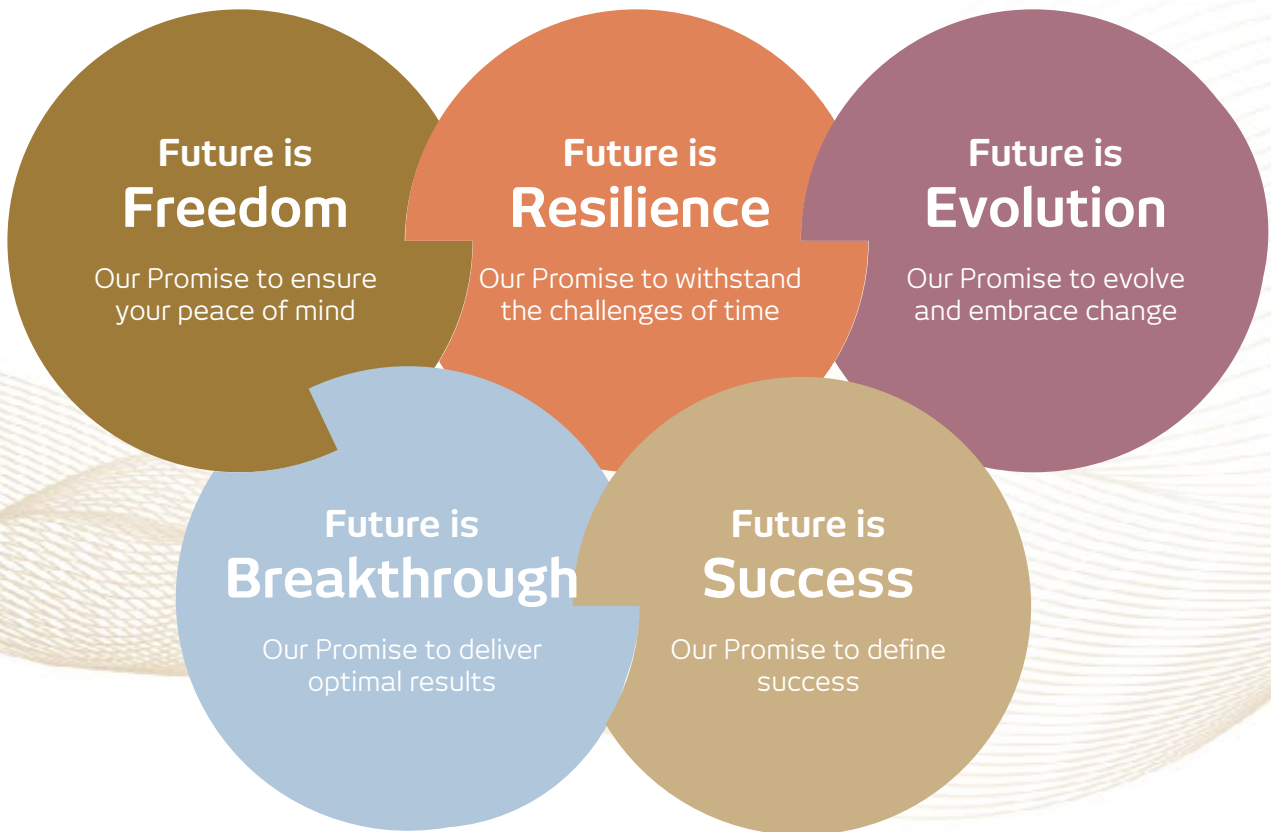 Future is
Freedom
Our Promise to ensure
your peace of mind
Future is
Resilience
Our Promise to withstand
the challenges of time
Future is
Evolution
Our Promise to evolve
and embrace change
Future is
Breakthrough
Our Promise to deliver
optimal results
Future is
Success
Our Promise to define
success